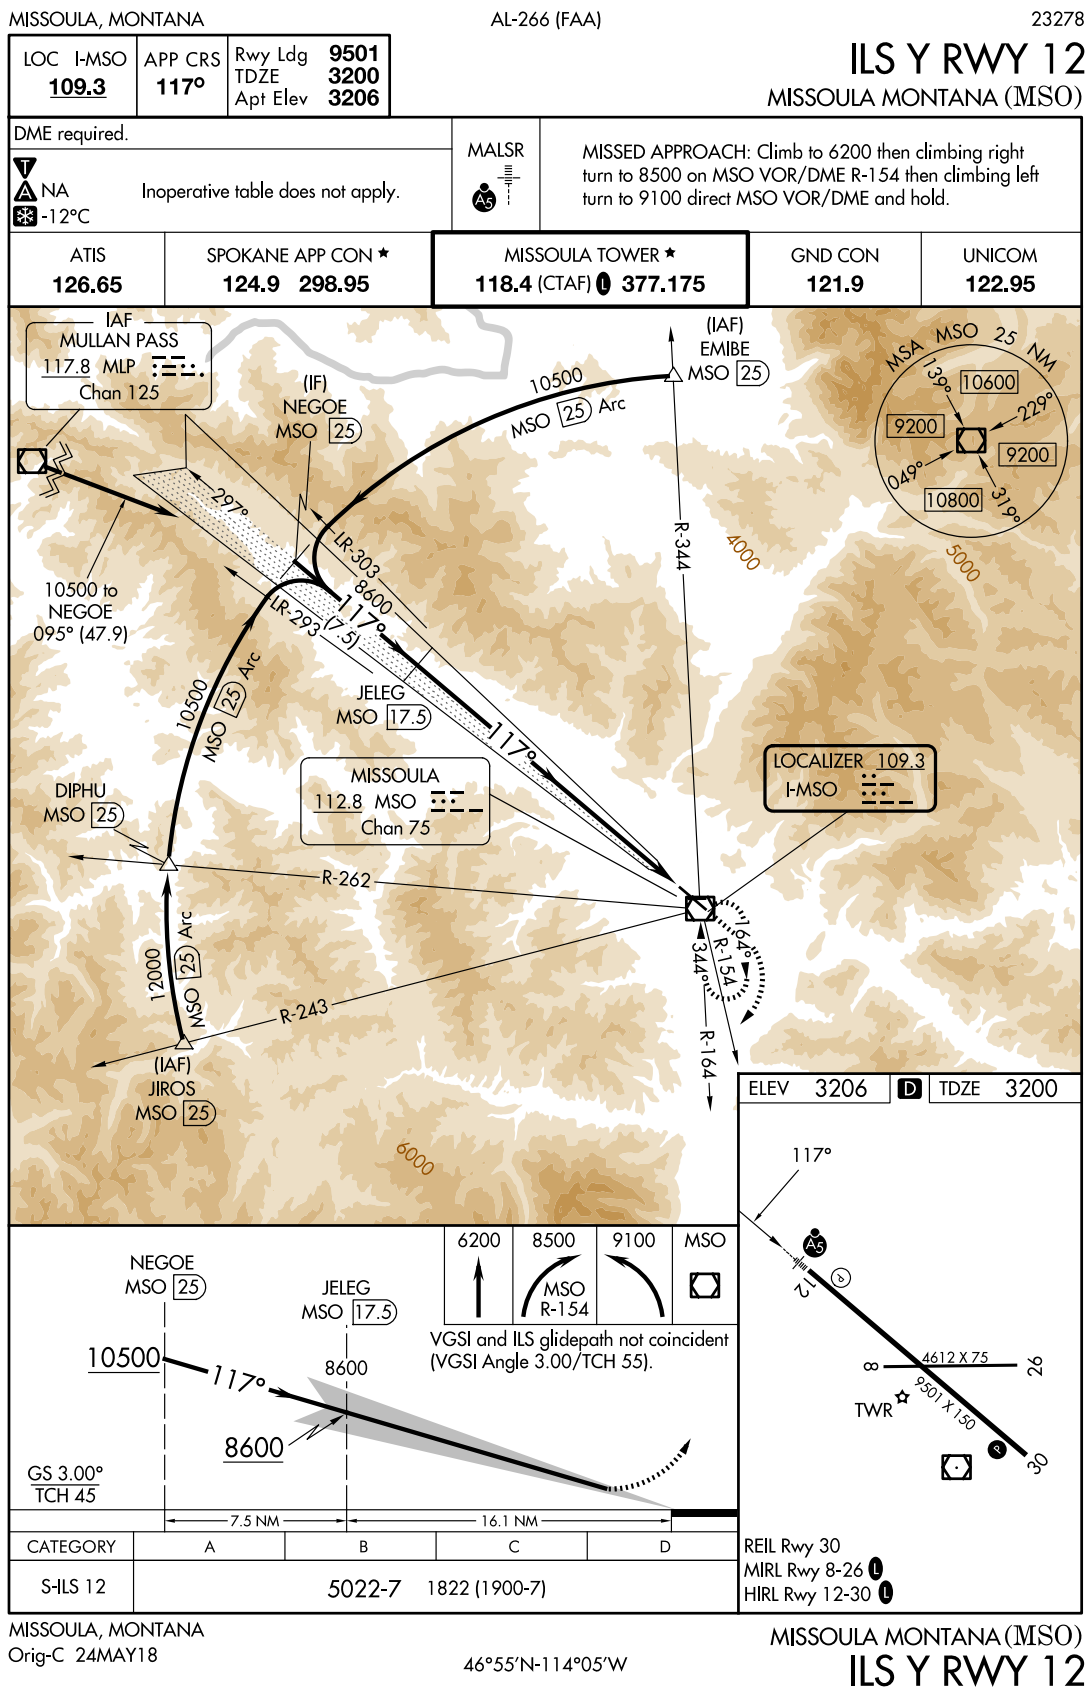 MISSOULA, MONTANA
AL-266 (FAA)
23278
ILS Y RWY 12
MISSOULA MONTANA (MSO)
LOC I-MSO
109.3
APP CRS
117°
Rwy Ldg 9501
TDZE 3200
Apt Elev 3206
DME required.
T
A NA
-12°C
Inoperative table does not apply.
MALSR
A5
MISSED APPROACH: Climb to 6200 then climbing right
turn to 8500 on MSO VOR/DME R-154 then climbing left
turn to 9100 direct MSO VOR/DME and hold.
ATIS
126.65
SPOKANE APP CON ★
124.9 298.95
MISSOULA TOWER ★
118.4 (CTAF) L 377.175
GND CON
121.9
UNICOM
122.95
IAF
MULLAN PASS
117.8 MLP
Chan 125
(IF)
NEGOE
MSO 25
10500
MSO 25 Arc
(IAF)
EMIBE
MSO 25
MSA MSO 25 NM
139°
10600
229°
9200
9200
049°
10800
319°
297°
LR-303
8600
R-344
4000
5000
10500 to
NEGOE
095° (47.9)
LR-293
(7.5)
117°
JELEG
MSO 17.5
117°
10500
MSO 25 Arc
MISSOULA
112.8 MSO
Chan 75
LOCALIZER 109.3
I-MSO
DIPHU
MSO 25
R-262
12000
MSO 25 Arc
R-243
164°
344°
R-154
R-164
(IAF)
JIROS
MSO 25
6000
ELEV 3206
D
TDZE 3200
117°
A5
P
12
4612 X 75
8
26
9501 X 150
TWR
P
30
REIL Rwy 30
MIRL Rwy 8-26 L
HIRL Rwy 12-30 L
NEGOE
MSO 25
JELEG
MSO 17.5
6200
8500
MSO
R-154
9100
MSO
VGSI and ILS glidepath not coincident
(VGSI Angle 3.00/TCH 55).
10500
117°
8600
8600
GS 3.00°
TCH 45
7.5 NM
16.1 NM
CATEGORY
A
B
C
D
S-ILS 12
5022-7 1822 (1900-7)
MISSOULA, MONTANA
Orig-C 24MAY18
46°55'N-114°05'W
MISSOULA MONTANA (MSO)
ILS Y RWY 12